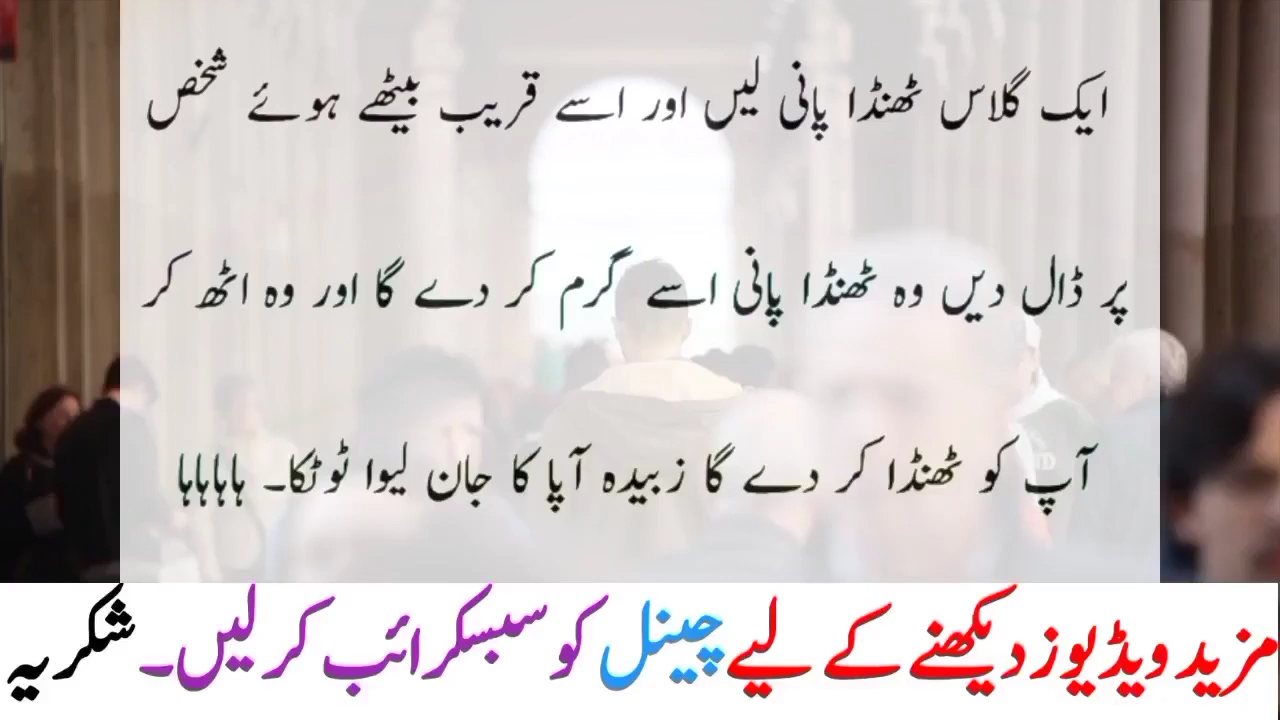 ایک گلاس ٹھنڈا پانی لیں اور اسے قریب بیٹھے ہوئے شخص
پر ڈال دیں وہ ٹھنڈا پانی اسے گرم کر دے گا اور وہ اٹھ کر
آپ کو ٹھنڈا کر دے گا زبیدہ آپا کا جان لیوا ٹوٹکا۔ ہاہاہاہا
مزید ویڈیوز دیکھنے کے لیے چینل کو سبسکرائب کر لیں۔ شکریہ